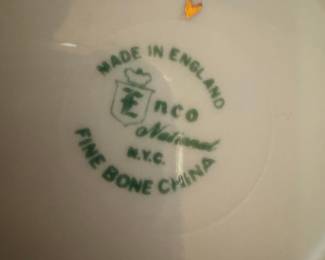 MADE IN ENGLAND
Enco
National
N.Y.C.
FINE BONE CHINA